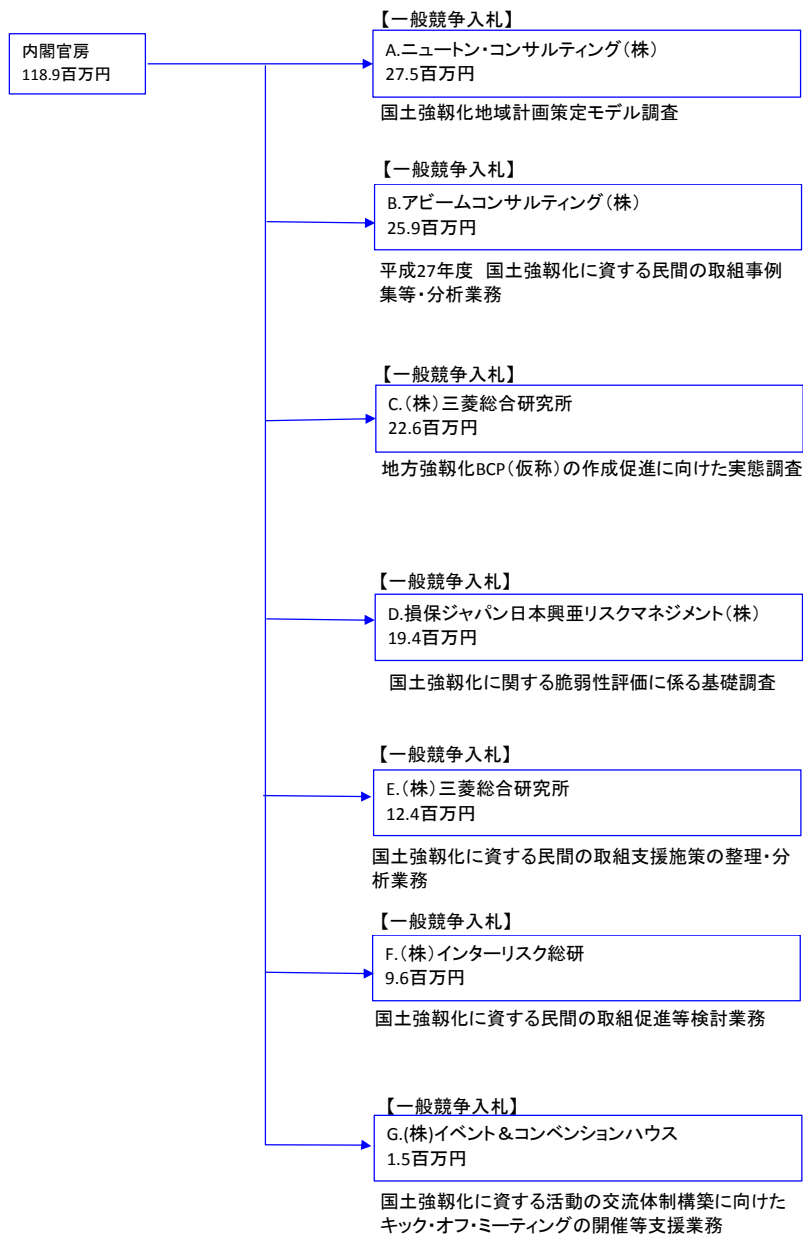 内閣官房
118.9百万円
【一般競争入札】
A.ニュートン・コンサルティング（株）
27.5百万円
国土強靱化地域計画策定モデル調査
【一般競争入札】
B.アビームコンサルティング（株）
25.9百万円
平成27年度　国土強靱化に資する民間の取組事例
集等・分析業務
【一般競争入札】
C.（株）三菱総合研究所
22.6百万円
地方強靱化BCP（仮称）の作成促進に向けた実態調査
【一般競争入札】
D.損保ジャパン日本興亜リスクマネジメント（株）
19.4百万円
国土強靱化に関する脆弱性評価に係る基礎調査
【一般競争入札】
E.（株）三菱総合研究所
12.4百万円
国土強靱化に資する民間の取組支援施策の整理・分
析業務
【一般競争入札】
F.（株）インターリスク総研
9.6百万円
国土強靱化に資する民間の取組促進等検討業務
【一般競争入札】
G.(株)イベント＆コンベンションハウス
1.5百万円
国土強靱化に資する活動の交流体制構築に向けた
キック・オフ・ミーティングの開催等支援業務